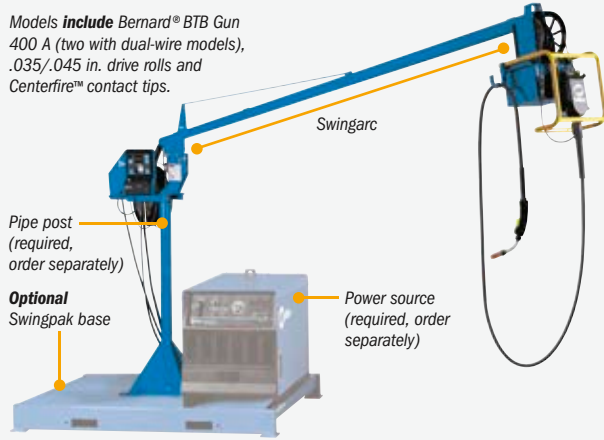 Models include Bernard® BTB Gun
400 A (two with dual-wire models),
.035/.045 in. drive rolls and
Centerfire™ contact tips.
Swingarc
Pipe post
(required,
order separately)
Optional
Swingpak base
Power source
(required, order
separately)